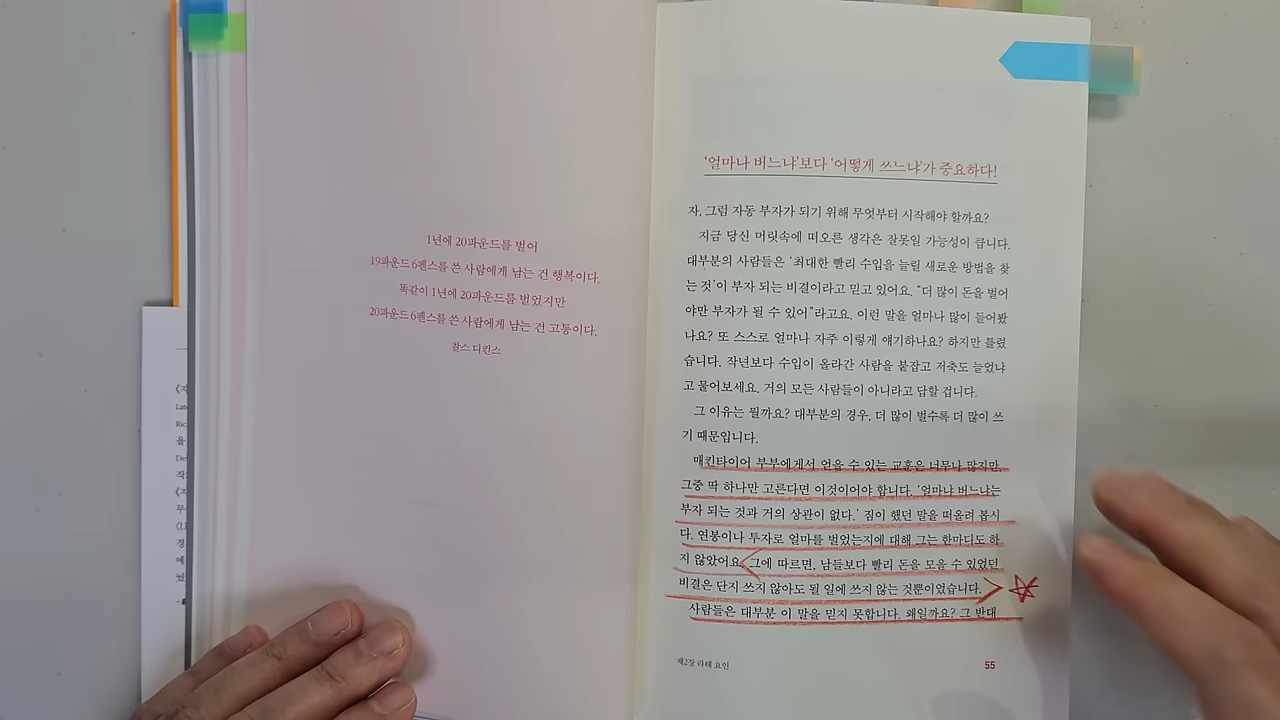 1년에 20파운드를 벌어
19파운드 6펜스를 쓴 사람에게 남는 건 행복이다.
똑같이 1년에 20파운드를 벌었지만
20파운드 6펜스를 쓴 사람에게 남는 건 고통이다.
찰스 디킨스
'얼마나 버느냐'보다 '어떻게 쓰느냐'가 중요하다!
자, 그럼 자동 부자가 되기 위해 무엇부터 시작해야 할까요?
지금 당신 머릿속에 떠오른 생각은 잘못일 가능성이 큽니다.
대부분의 사람들은 '최대한 빨리 수입을 늘릴 새로운 방법을 찾
는 것'이 부자 되는 비결이라고 믿고 있어요. "더 많이 돈을 벌어
야만 부자가 될 수 있어"라고요. 이런 말을 얼마나 많이 들어봤
나요? 또 스스로 얼마나 자주 이렇게 얘기하나요? 하지만 틀렸
습니다. 작년보다 수입이 올라간 사람을 붙잡고 저축도 늘었냐
고 물어보세요. 거의 모든 사람들이 아니라고 답할 겁니다.
그 이유는 뭘까요? 대부분의 경우, 더 많이 벌수록 더 많이 쓰
기 때문입니다.
매킨타이어 부부에게서 얻을 수 있는 교훈은 너무나 많지만,
그중 딱 하나만 고른다면 이것이어야 합니다. '얼마나 버느냐는
부자 되는 것과 거의 상관이 없다.' 짐이 했던 말을 떠올려 봅시
다. 연봉이나 투자로 얼마를 벌었는지에 대해 그는 한마디도 하
지 않았어요. 그에 따르면, 남들보다 빨리 돈을 모을 수 있었던
비결은 단지 쓰지 않아도 될 일에 쓰지 않는 것뿐이었습니다.
사람들은 대부분 이 말을 믿지 못합니다. 왜일까요? 그 반대
제2장 라테 요인
55